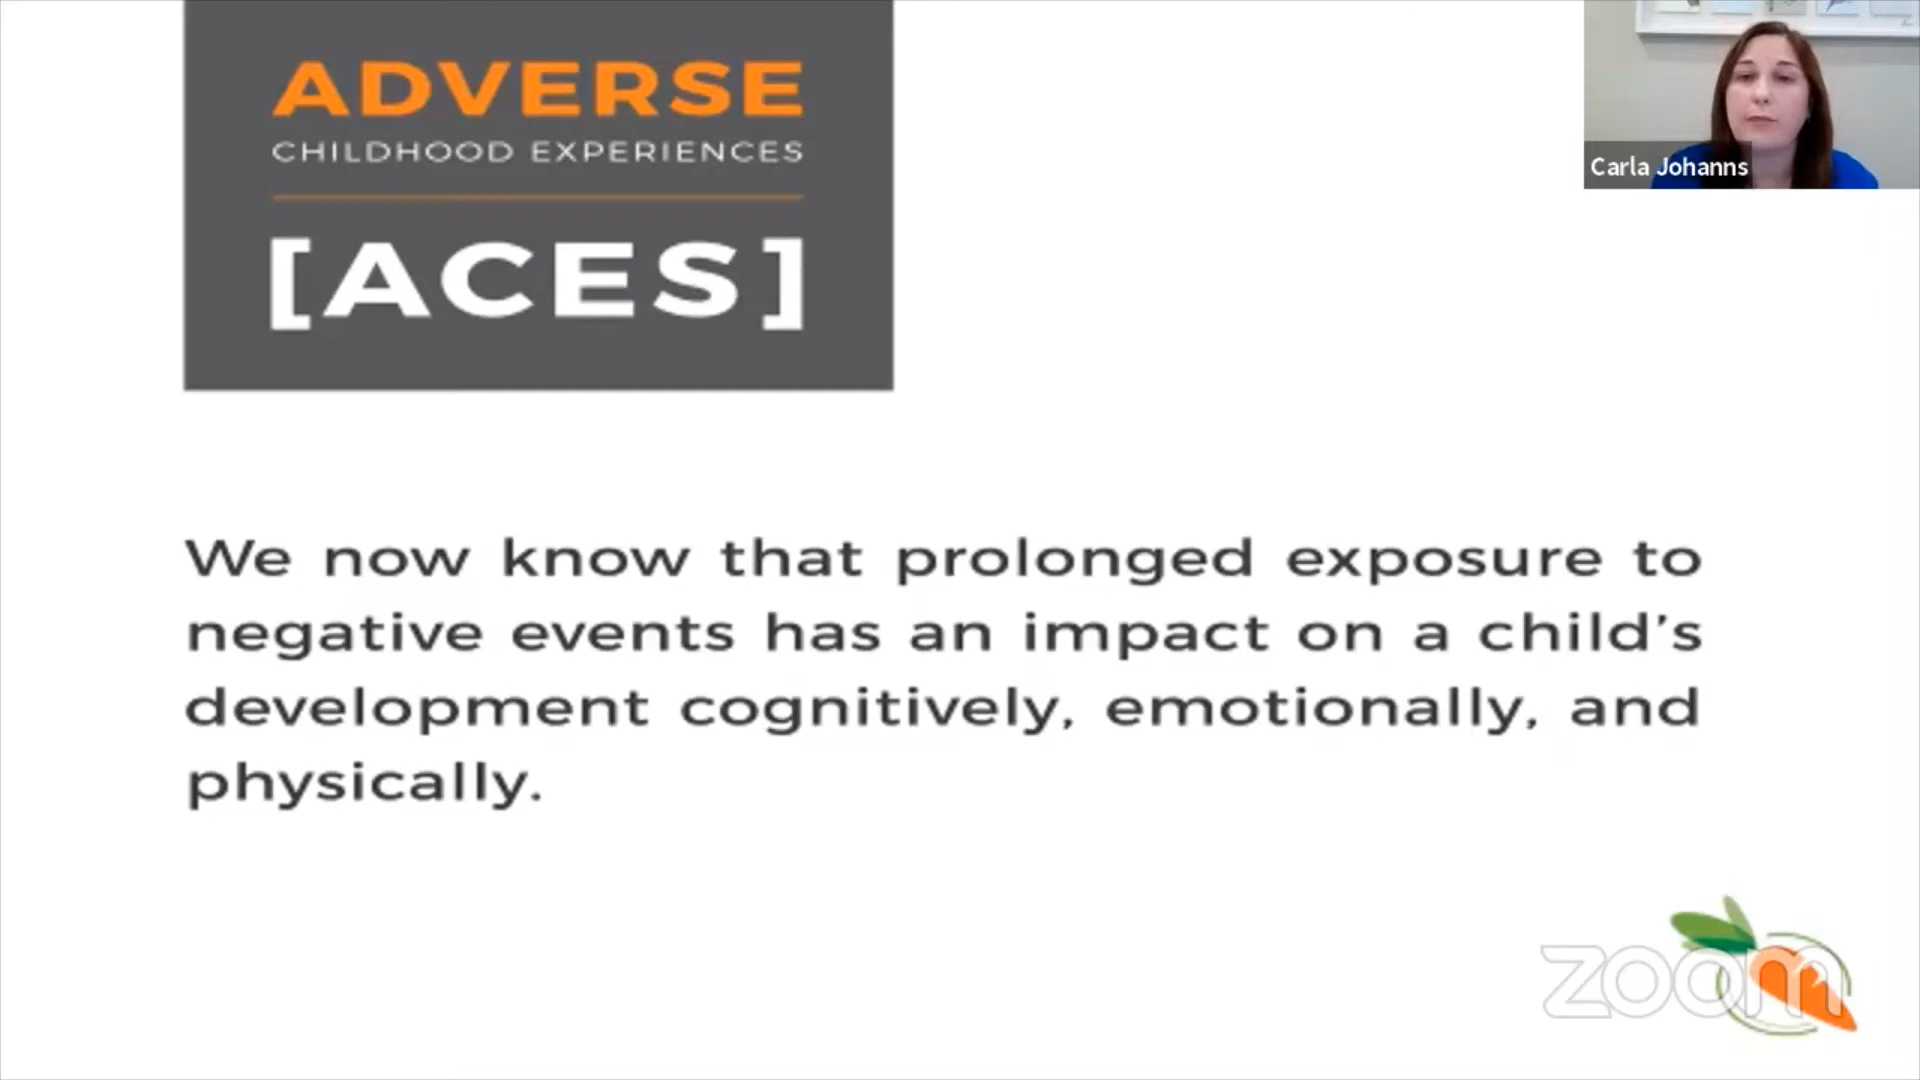 ADVERSE
CHILDHOOD EXPERIENCES
[ACES]
Carla Johanns
We now know that prolonged exposure to
negative events has an impact on a child’s
development cognitively, emotionally, and
physically.
zoom